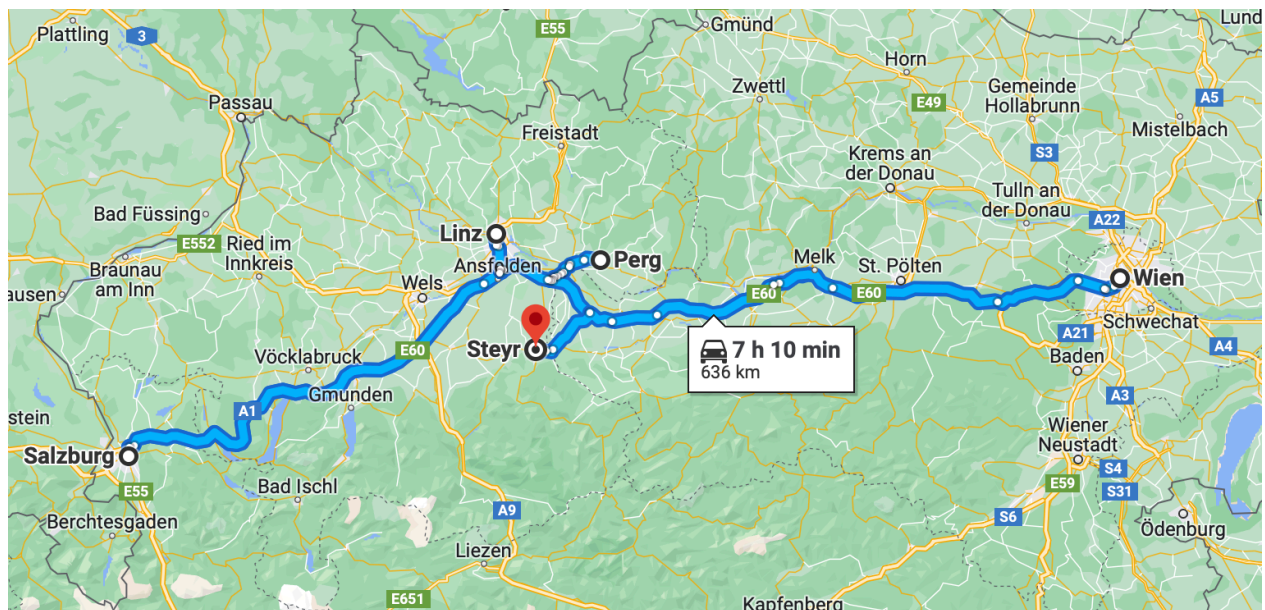 Plattling
3
Passau
Bad Füssing
E552
Braunau
am Inn
Ried im
Innkreis
ausen
E55
Gmünd
Freistadt
Zwettl
Horn
E49
Gemeinde
Hollabrunn
S3
Lund
A5
Mistelbach
Krems an
der Donau
Tulln an
der Donau
A22
Linz
Ansfelden
Perg
Wels
Steyr
E60
Melk
E60
St. Pölten
E60
Wien
Schwechat
A21
Baden
A4
A3
7 h 10 min
636 km
Vöcklabruck
Gmunden
A1
nstein
Salzburg
E55
Berchtesgaden
Bad Ischl
A9
Liezen
E651
Wiener
Neustadt
S4
S31
E59
S6
Ödenburg
Kapfenberg